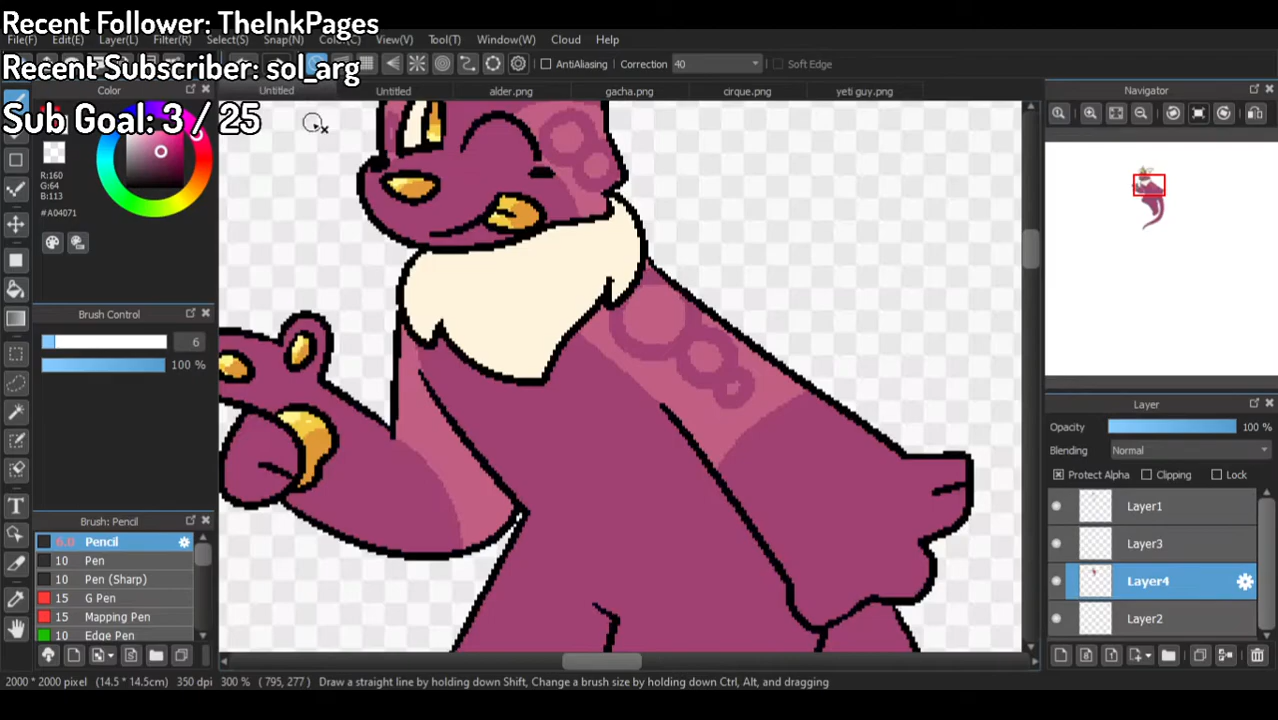 Recent Follower: TheInkPages
File(F) Edit(E) Layer(L) Filter(R) Select(S) Snap(N) Color(C) View(V) Tool(T) Window(W) Cloud Help
Recent Subscriber: sol_arg
AntiAliasing Correction 40 Soft Edge
Color Untitled Untitled alder.png gacha.png cirque.png yeti guy.png Navigator
Sub Goal: 3 / 25
R:160
G:64
B:113
#A04071
Brush Control
6
100 %
Layer
Opacity 100 %
Blending Normal
Protect Alpha Clipping Lock
Layer1
Layer3
Layer4
Layer2
Brush: Pencil
6.0 Pencil
10 Pen
10 Pen (Sharp)
15 G Pen
15 Mapping Pen
10 Edge Pen
2000 * 2000 pixel (14.5 * 14.5cm) 350 dpi 300 % ( 795, 277 ) Draw a straight line by holding down Shift, Change a brush size by holding down Ctrl, Alt, and dragging